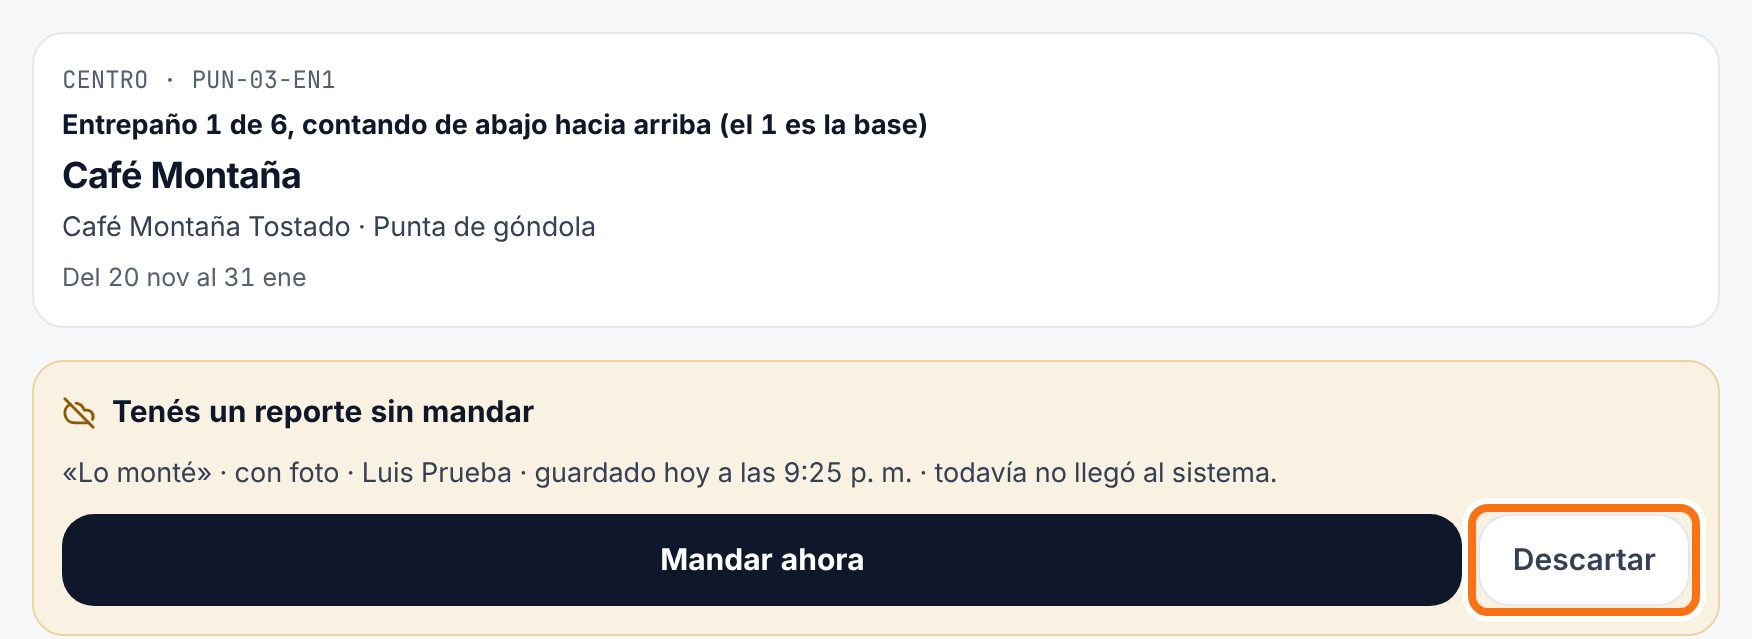 CENTRO · PUN-03-EN1
Entrepaño 1 de 6, contando de abajo hacia arriba (el 1 es la base)
Café Montaña
Café Montaña Tostado · Punta de góndola
Del 20 nov al 31 ene
Tenés un reporte sin mandar
«Lo monté» · con foto · Luis Prueba · guardado hoy a las 9:25 p. m. · todavía no llegó al sistema.
Mandar ahora
Descartar